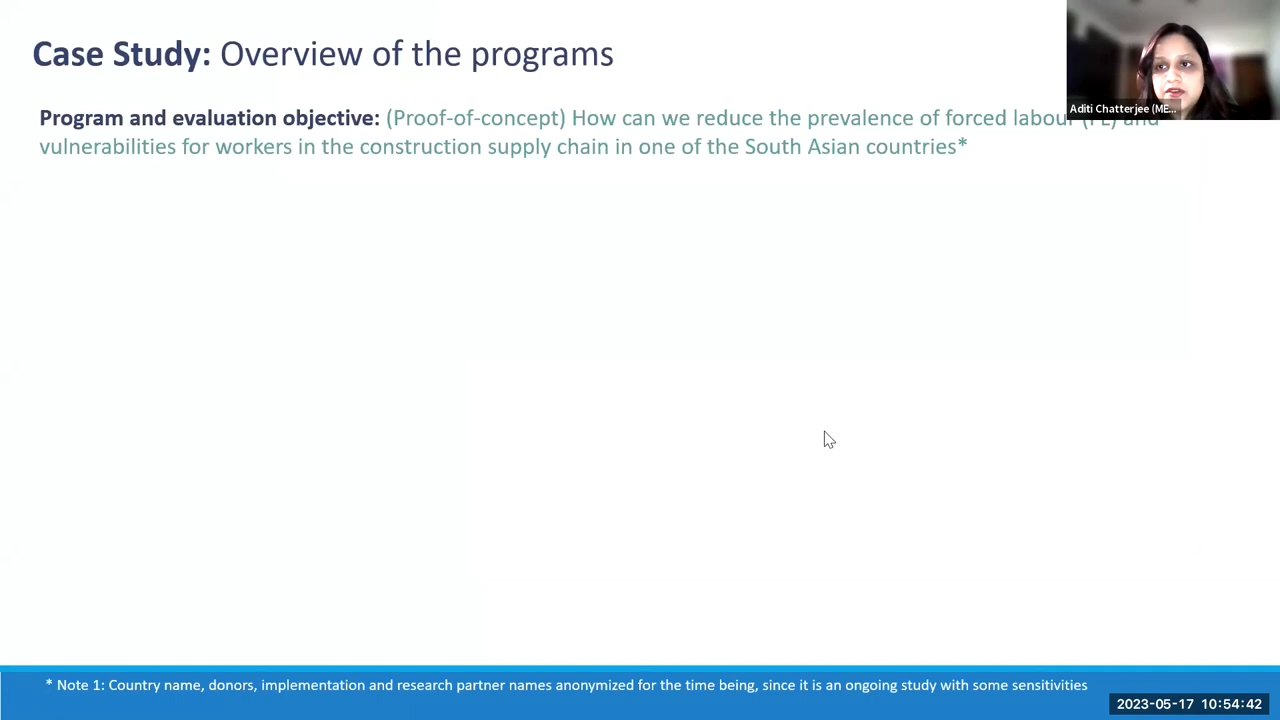 Case Study: Overview of the programs
Aditi Chatterjee (ME...
Program and evaluation objective: (Proof-of-concept) How can we reduce the prevalence of forced labour (FL) and
vulnerabilities for workers in the construction supply chain in one of the South Asian countries*
* Note 1: Country name, donors, implementation and research partner names anonymized for the time being, since it is an ongoing study with some sensitivities
2023-05-17 10:54:42